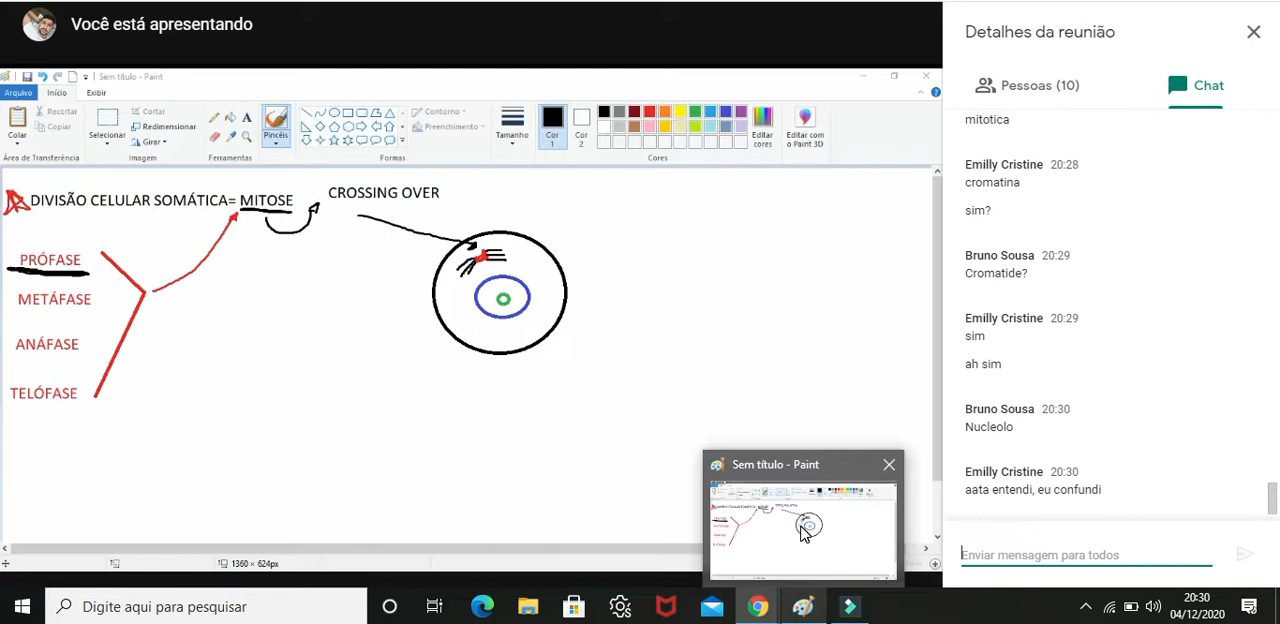 Você está apresentando
Sem título - Paint
Arquivo
Início
Exibir
Colar
Recortar
Copiar
Área de Transferência
Selecionar
Cortar
Redimensionar
Girar
Imagem
Ferramentas
Pincéis
Contorno
Preenchimento
Formas
Tamanho
Cor
1
Cor
2
Editar
cores
Editar com
o Paint 3D
Cores
DIVISÃO CELULAR SOMÁTICA= MITOSE
CROSSING OVER
PRÓFASE
METÁFASE
ANÁFASE
TELÓFASE
1360 × 624px
Sem título - Paint
Detalhes da reunião
Pessoas (10)
Chat
mitotica
Emilly Cristine 20:28
cromatina
sim?
Bruno Sousa 20:29
Cromatide?
Emilly Cristine 20:29
sim
ah sim
Bruno Sousa 20:30
Nucleolo
Emilly Cristine 20:30
aata entendi, eu confundi
Enviar mensagem para todos
Digite aqui para pesquisar
20:30
04/12/2020